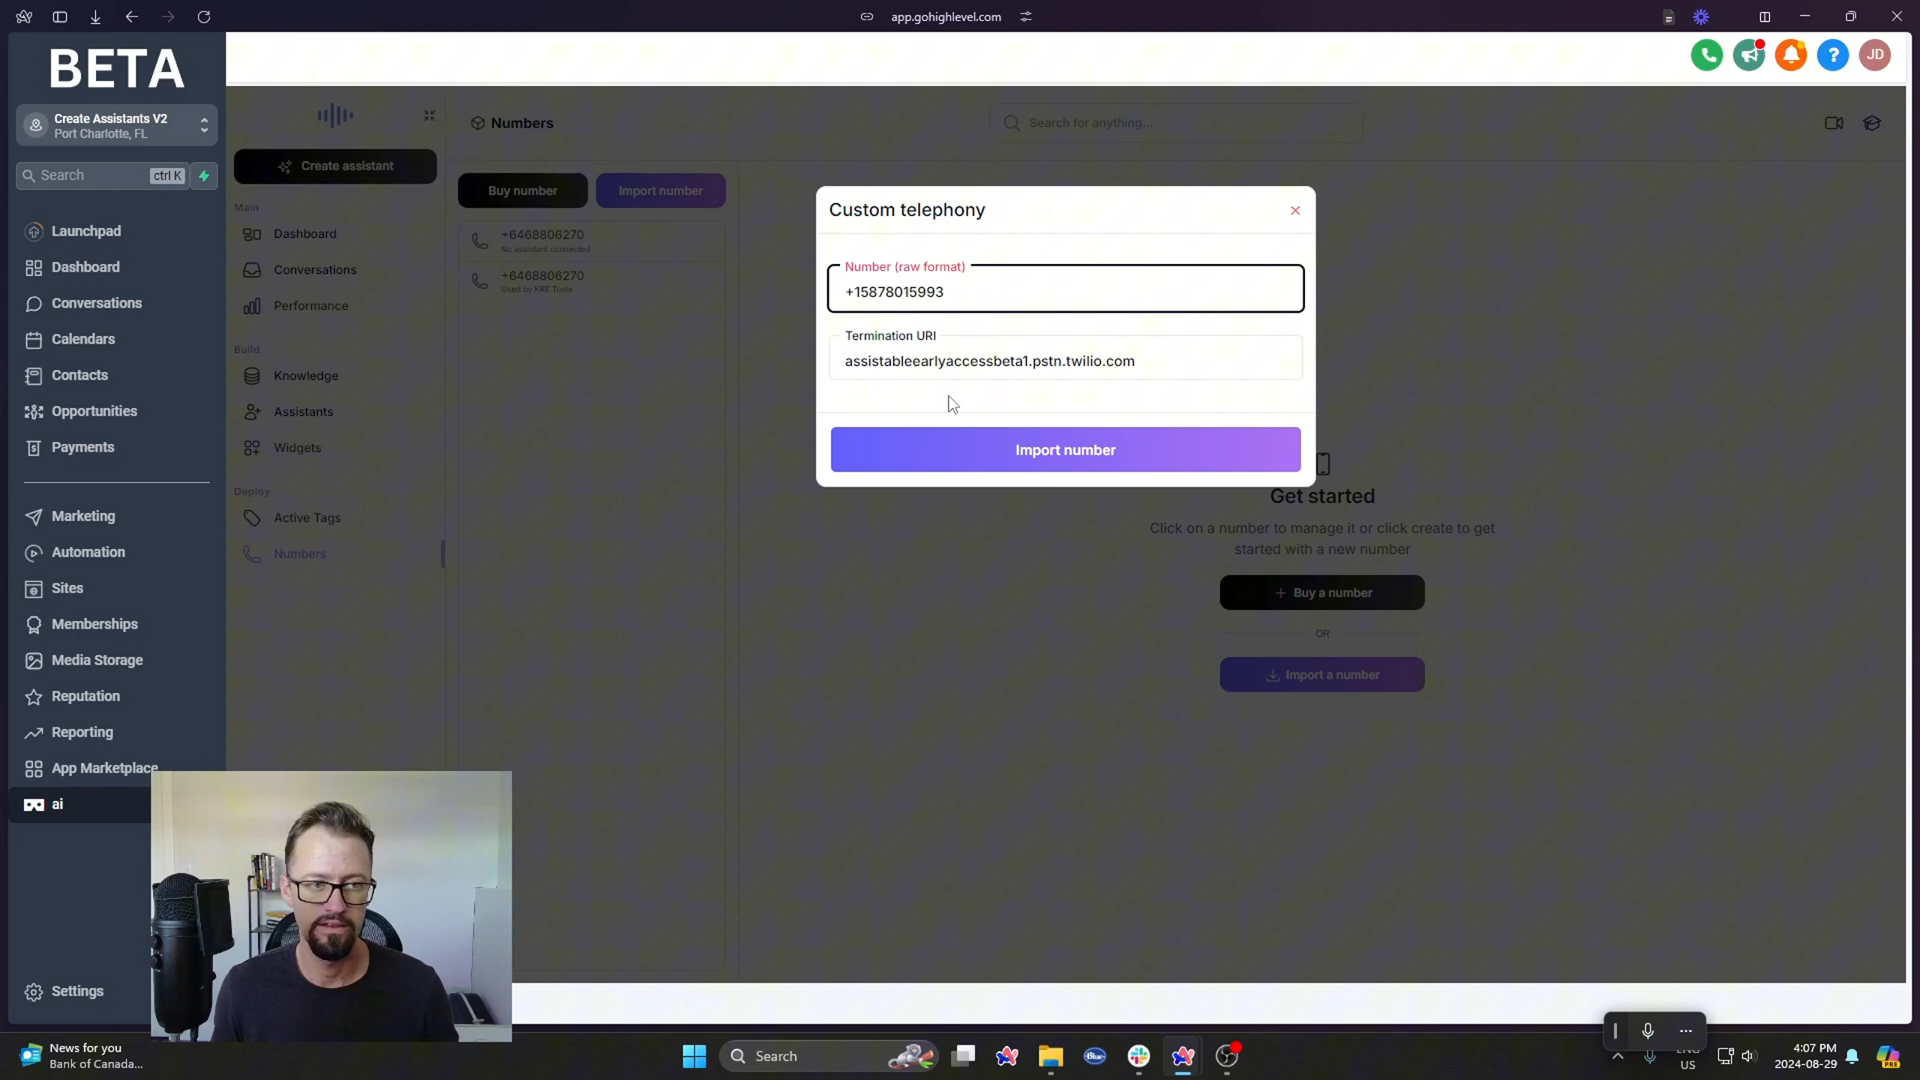 app.gohighlevel.com
BETA
Create Assistants V2
Port Charlotte, FL
Search
ctrl K
Launchpad
Dashboard
Conversations
Calendars
Contacts
Opportunities
Payments
Marketing
Automation
Sites
Memberships
Media Storage
Reputation
Reporting
App Marketplace
ai
Settings
Create assistant
Main
Dashboard
Conversations
Performance
Build
Knowledge
Assistants
Widgets
Deploy
Active Tags
Numbers
Numbers
Search for anything...
Buy number
Import number
+6468806270
No assistant connected
+6468806270
Used by KRE Tools
Custom telephony
Number (raw format)
+15878015993
Termination URI
assistableearlyaccessbeta1.pstn.twilio.com
Import number
Get started
Click on a number to manage it or click create to get
started with a new number
+ Buy a number
OR
Import a number
?
JD
News for you
Bank of Canada...
Search
Blue
ENG
US
4:07 PM
2024-08-29
PRE